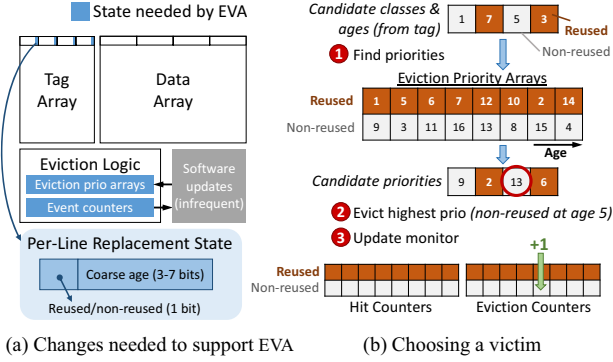 State needed by EVA
Tag
Array
Data
Array
Eviction Logic
Eviction prio arrays
Event counters
Software
updates
(infrequent)
Per-Line Replacement State
Coarse age (3-7 bits)
Reused/non-reused (1 bit)
(a) Changes needed to support EVA
Candidate classes &
ages (from tag)
1 7 5 3
Reused
Non-reused
1 Find priorities
Eviction Priority Arrays
Reused 1 5 6 7 12 10 2 14
Non-reused 9 3 11 16 13 8 15 4
Age
Candidate priorities 9 2 13 6
2 Evict highest prio (non-reused at age 5)
3 Update monitor
+1
Reused
Non-reused
Hit Counters
Eviction Counters
(b) Choosing a victim